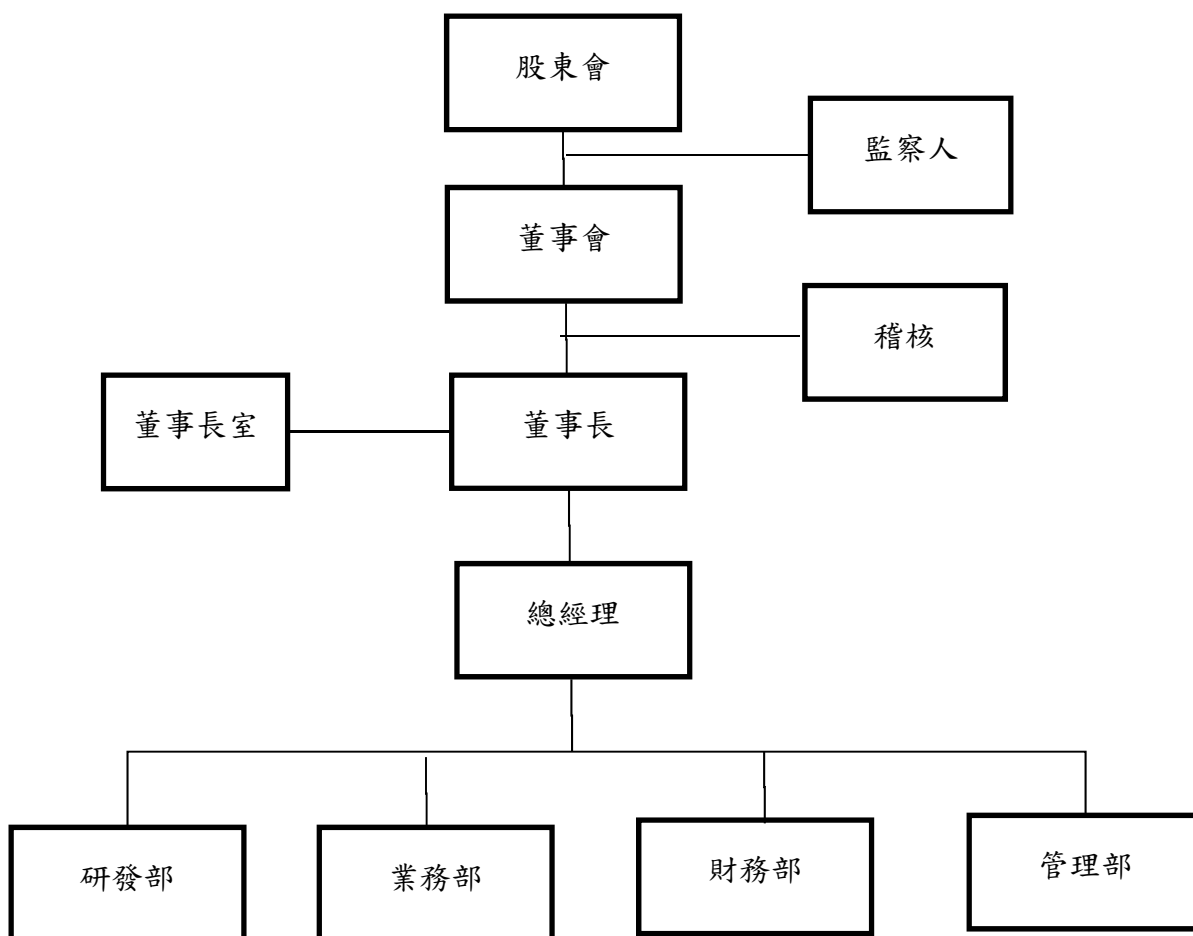 股東會
監察人
董事會
稽核
董事長室
董事長
總經理
研發部
業務部
財務部
管理部